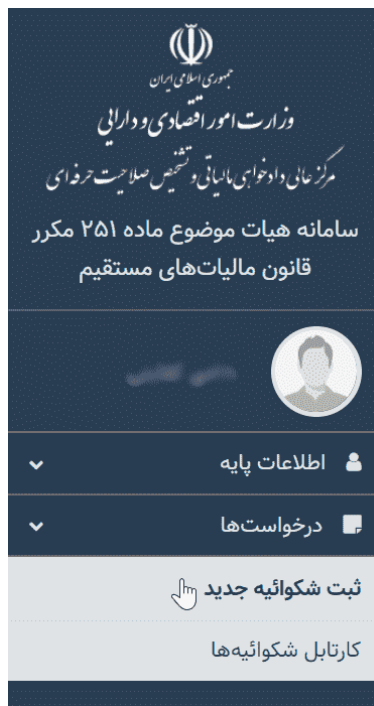 جمهوری اسلامی ایران
وزارت امور اقتصادی و دارایی
مرکز عالی دادخواهی مالیاتی و تشخیص صلاحیت حرفه‌ای
سامانه هیات موضوع ماده ۲۵۱ مکرر
قانون مالیات‌های مستقیم
اطلاعات پایه
درخواست‌ها
ثبت شکوائیه جدید
کارتابل شکوائیه‌ها